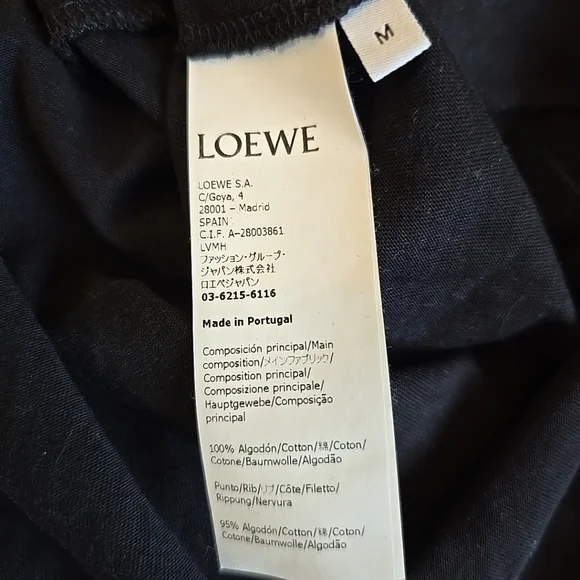 M
LOEWE
LOEWE S.A.
C/Goya, 4
28001 – Madrid
SPAIN
C.I.F. A-28003861
LVMH
ファッション・グループ・
ジャパン株式会社
ロエベジャパン
03-6215-6116
Made in Portugal
Composición principal/Main
composition/メインファブリック/
Composition principal/
Composizione principale/
Hauptgewebe/Composição
principal
100% Algodón/Cotton/綿/Coton/
Cotone/Baumwolle/Algodão
Punto/Rib/リブ/Côte/Filetto/
Rippung/Nervura
95% Algodón/Cotton/綿/Coton/
Cotone/Baumwolle/Algodão